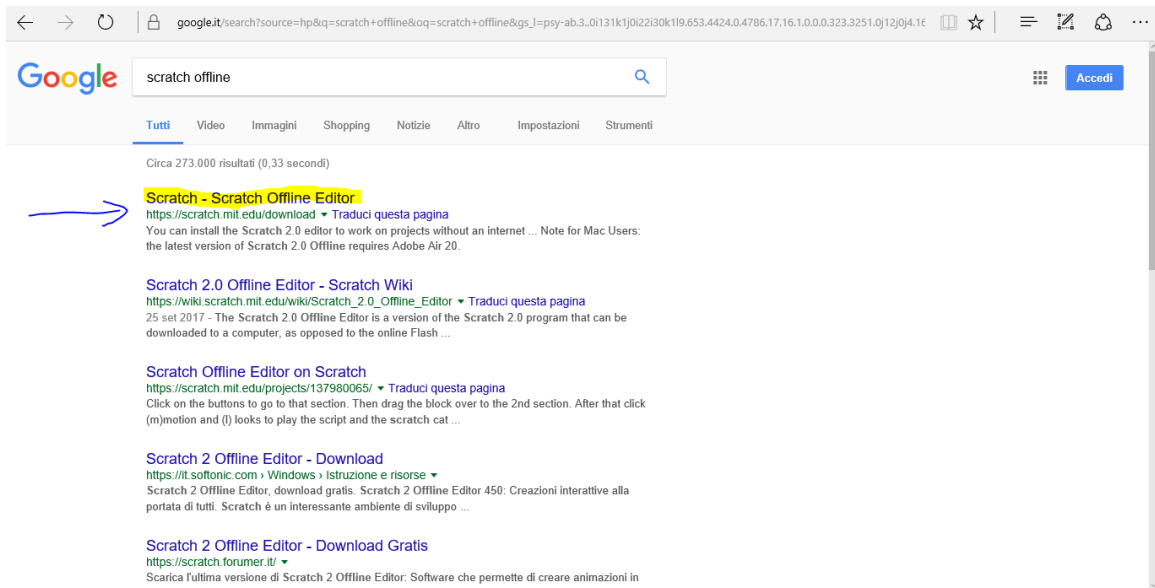 google.it/search?source=hp&q=scratch+offline&oq=scratch+offline&gs_l=psy-ab.3..0i131k1j0i22i30k1l9.653.4424.0.4786.17.16.1.0.0.0.323.3251.0j12j0j4.16
Google
scratch offline
Accedi
Tutti Video Immagini Shopping Notizie Altro Impostazioni Strumenti
Circa 273.000 risultati (0,33 secondi)
Scratch - Scratch Offline Editor
https://scratch.mit.edu/download Traduci questa pagina
You can install the Scratch 2.0 editor to work on projects without an internet ... Note for Mac Users:
the latest version of Scratch 2.0 Offline requires Adobe Air 20.
Scratch 2.0 Offline Editor - Scratch Wiki
https://wiki.scratch.mit.edu/wiki/Scratch_2.0_Offline_Editor Traduci questa pagina
25 set 2017 - The Scratch 2.0 Offline Editor is a version of the Scratch 2.0 program that can be
downloaded to a computer, as opposed to the online Flash ...
Scratch Offline Editor on Scratch
https://scratch.mit.edu/projects/137980065/ Traduci questa pagina
Click on the buttons to go to that section. Then drag the block over to the 2nd section. After that click
(m)motion and (l) looks to play the script and the scratch cat ...
Scratch 2 Offline Editor - Download
https://it.softonic.com › Windows › Istruzione e risorse
Scratch 2 Offline Editor, download gratis. Scratch 2 Offline Editor 450: Creazioni interattive alla
portata di tutti. Scratch è un interessante ambiente di sviluppo ...
Scratch 2 Offline Editor - Download Gratis
https://scratch.forumer.it/
Scarica l'ultima versione di Scratch 2 Offline Editor: Software che permette di creare animazioni in